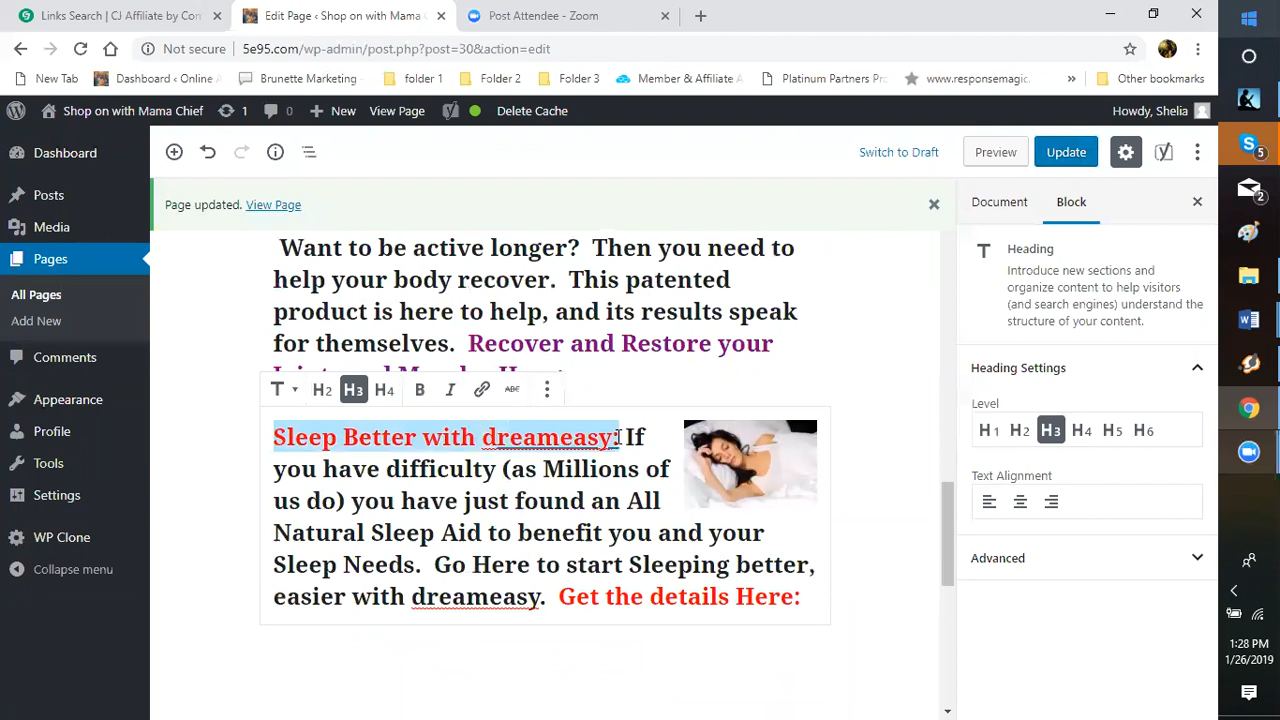 Links Search | CJ Affiliate by Con
Edit Page ‹ Shop on with Mama
Post Attendee - Zoom
Not secure
5e95.com/wp-admin/post.php?post=30&action=edit
New Tab
Dashboard ‹ Online A
Brunette Marketing -
folder 1
Folder 2
Folder 3
Member & Affiliate A
Platinum Partners Pr
www.responsemagic.
»
Other bookmarks
Shop on with Mama Chief
1
New
View Page
Delete Cache
Howdy, Shelia
Dashboard
Posts
Media
Pages
All Pages
Add New
Comments
Appearance
Profile
Tools
Settings
WP Clone
Collapse menu
Switch to Draft
Preview
Update
Page updated. View Page
Want to be active longer? Then you need to
help your body recover. This patented
product is here to help, and its results speak
for themselves. Recover and Restore your
H2
H3
H4
B
I
ABC
Sleep Better with dreameasy: If
you have difficulty (as Millions of
us do) you have just found an All
Natural Sleep Aid to benefit you and your
Sleep Needs. Go Here to start Sleeping better,
easier with dreameasy. Get the details Here:
Document
Block
Heading
Introduce new sections and
organize content to help visitors
(and search engines) understand the
structure of your content.
Heading Settings
Level
H1 H2 H3 H4 H5 H6
Text Alignment
Advanced
5
2
1:28 PM
1/26/2019